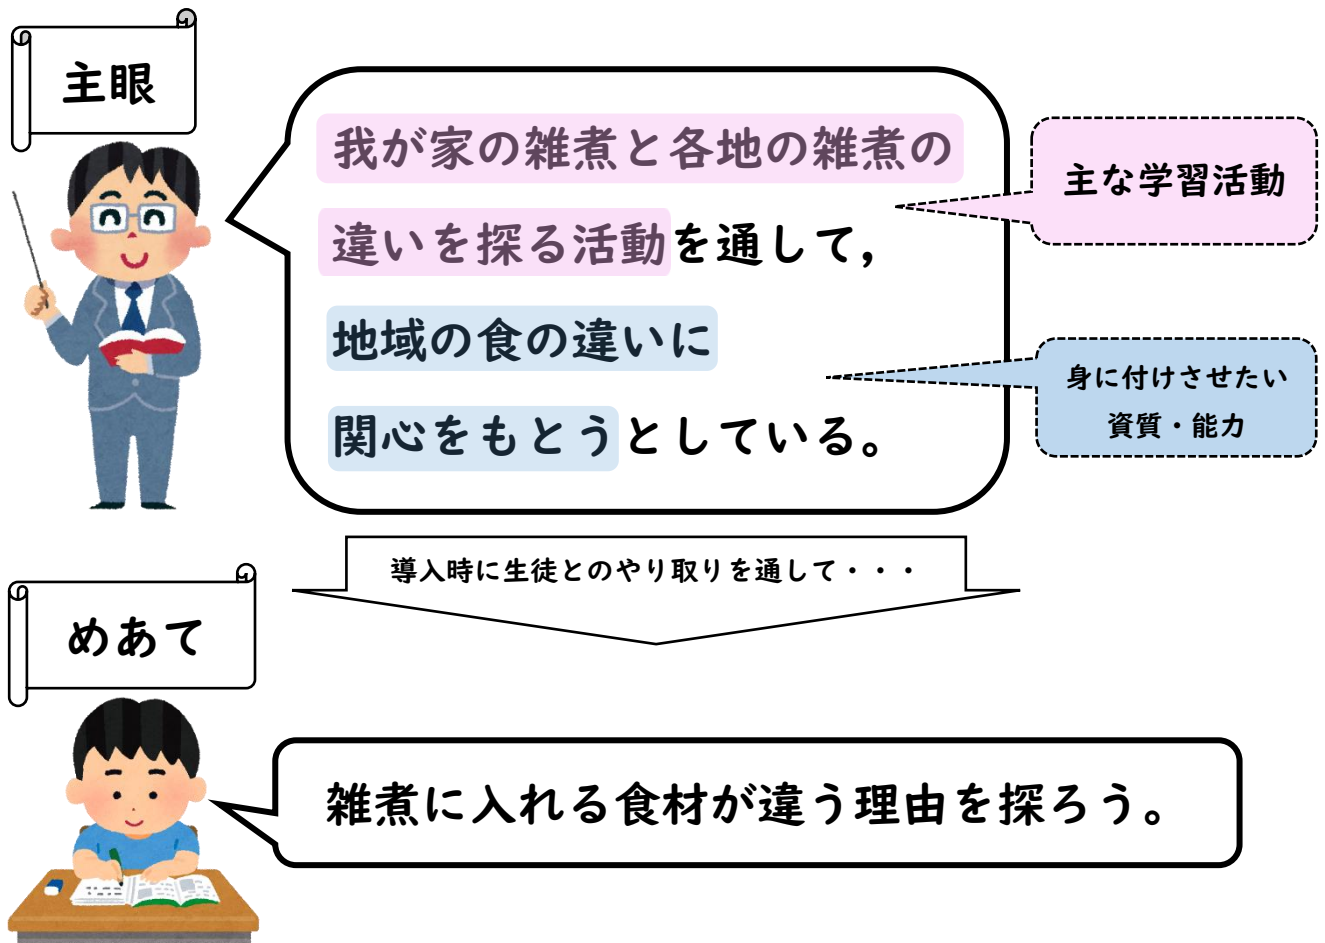 主眼
我が家の雑煮と各地の雑煮の
違いを探る活動を通して，
地域の食の違いに
関心をもとうとしている。
主な学習活動
身に付けさせたい
資質・能力
導入時に生徒とのやり取りを通して・・・
めあて
雑煮に入れる食材が違う理由を探ろう。